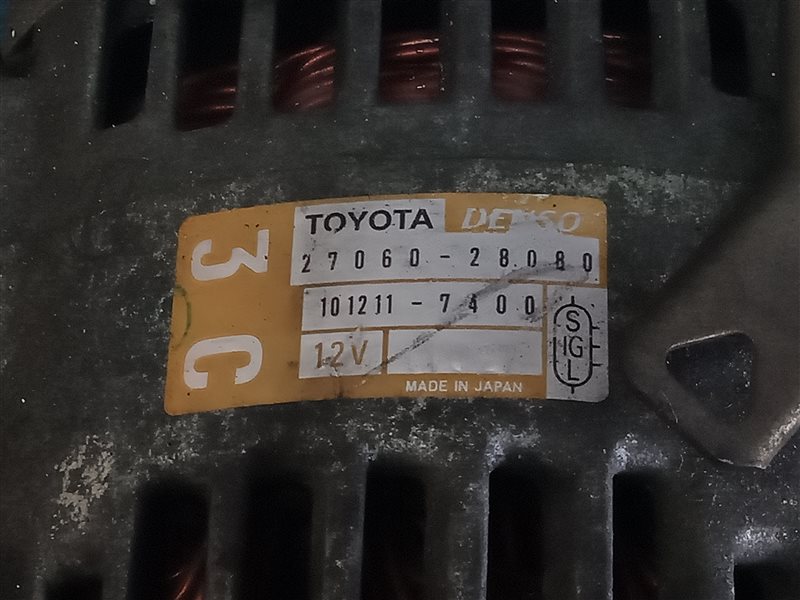 TOYOTA DENSO
27060-28080
101211-7400
12V
MADE IN JAPAN
3C
S
IG
L